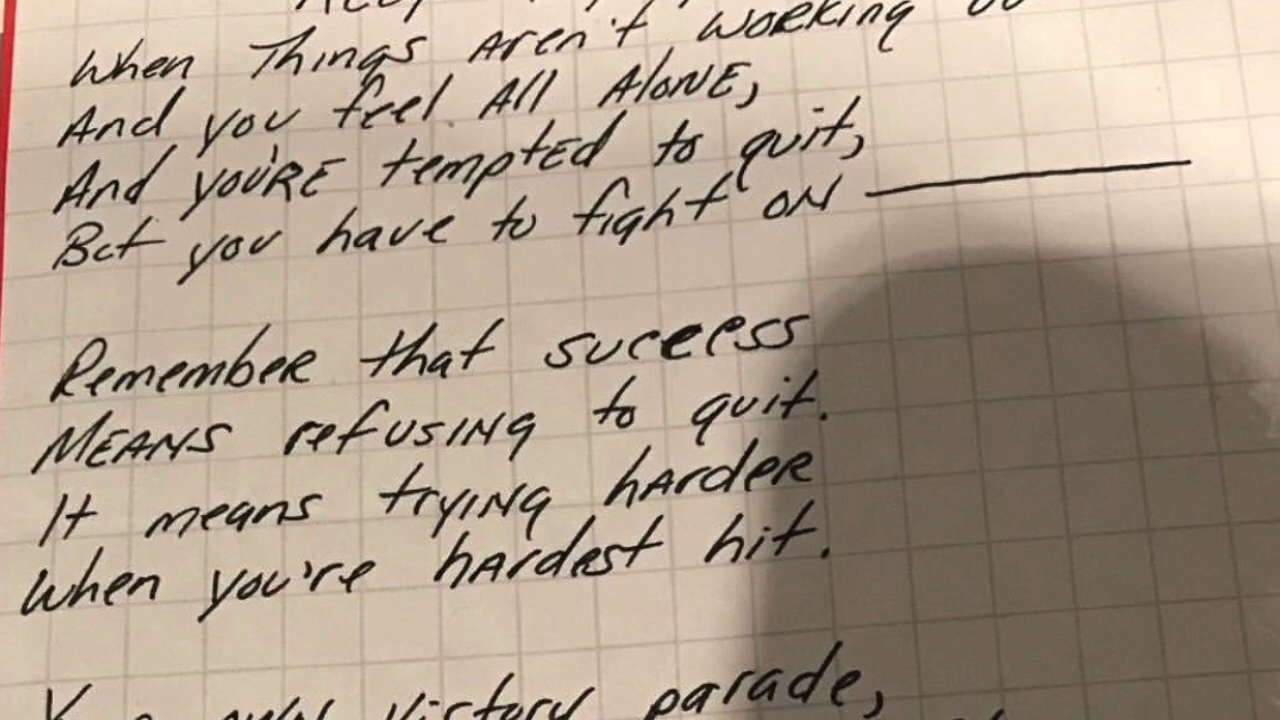 When Things Aren't working
And you feel All AloNE,
And you'RE temptEd to quit,
But you have to fight oN ——
Remember that success
MEANS refusing to quit.
It means trying harder
When you're hardest hit.
victory parade,